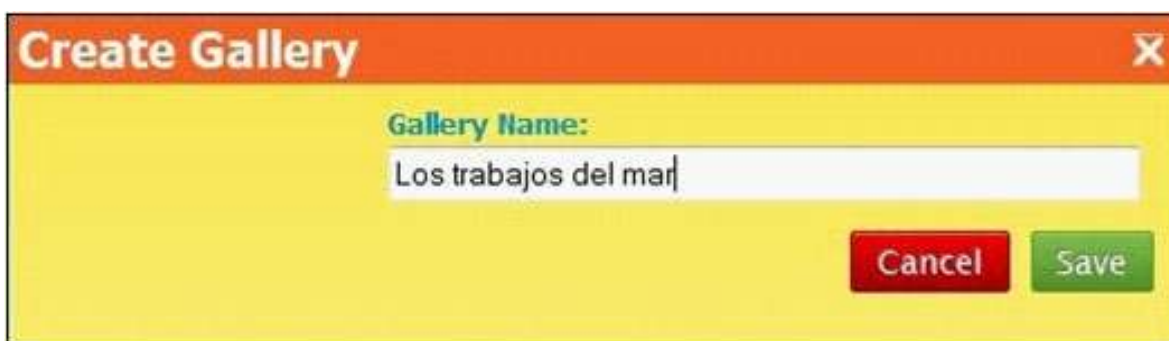 Create Gallery X
Gallery Name:
Los trabajos del mar
Cancel Save